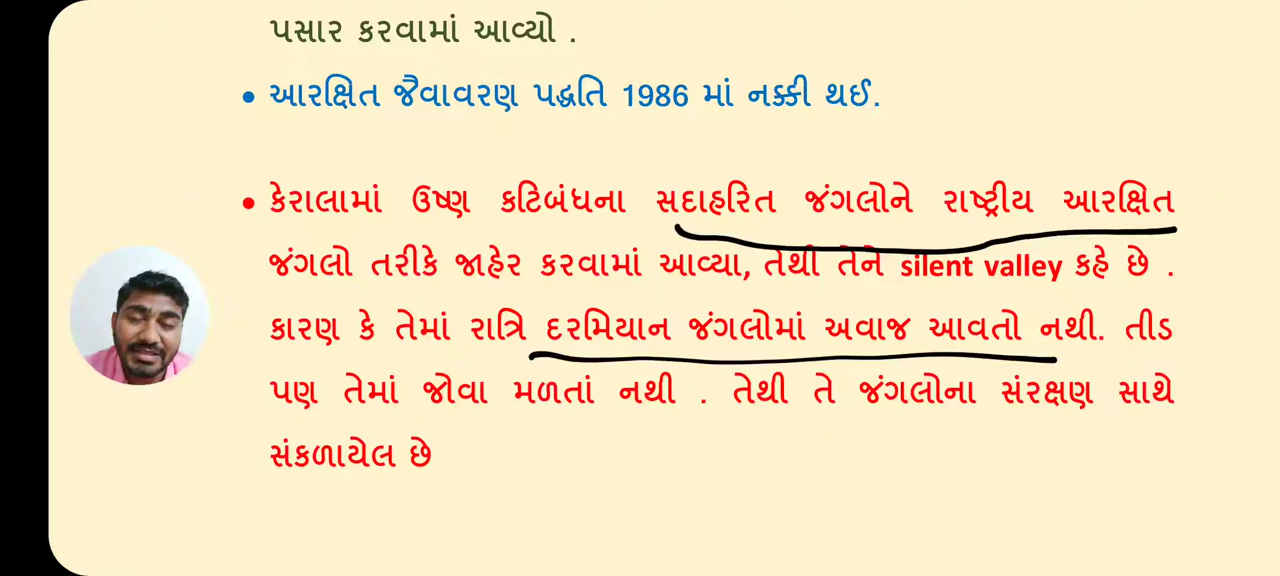 પસાર કરવામાં આવ્યો .
• આરક્ષિત જૈવાવરણ પદ્ધતિ 1986 માં નક્કી થઈ.
• કેરાલામાં ઉષ્ણ કટિબંધના સદાહરિત જંગલોને રાષ્ટ્રીય આરક્ષિત
જંગલો તરીકે જાહેર કરવામાં આવ્યા, તેથી તેને silent valley કહે છે .
કારણ કે તેમાં રાત્રિ દરમિયાન જંગલોમાં અવાજ આવતો નથી. તીડ
પણ તેમાં જોવા મળતાં નથી . તેથી તે જંગલોના સંરક્ષણ સાથે
સંકળાયેલ છે